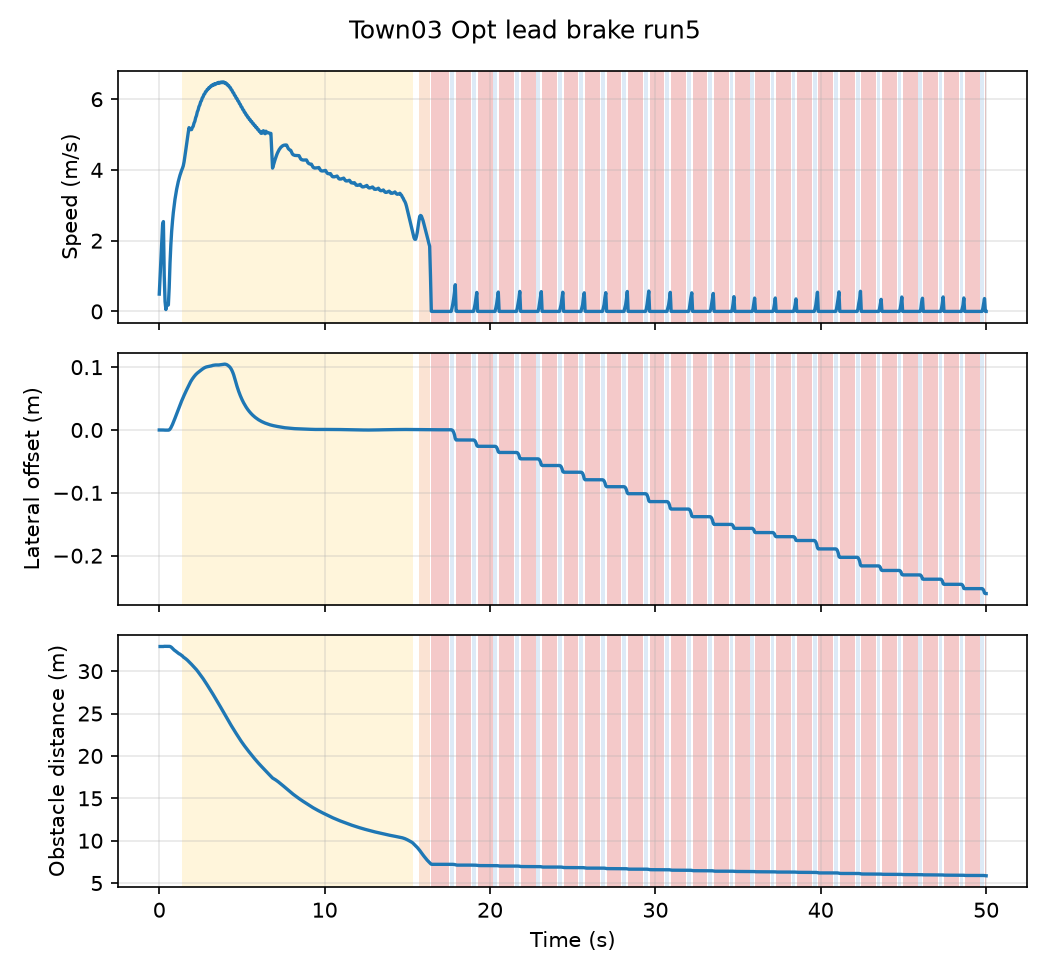 Town03 Opt lead brake run5
Speed (m/s)
6
4
2
0
Lateral offset (m)
0.1
0.0
−0.1
−0.2
Obstacle distance (m)
30
25
20
15
10
5
0 10 20 30 40 50
Time (s)